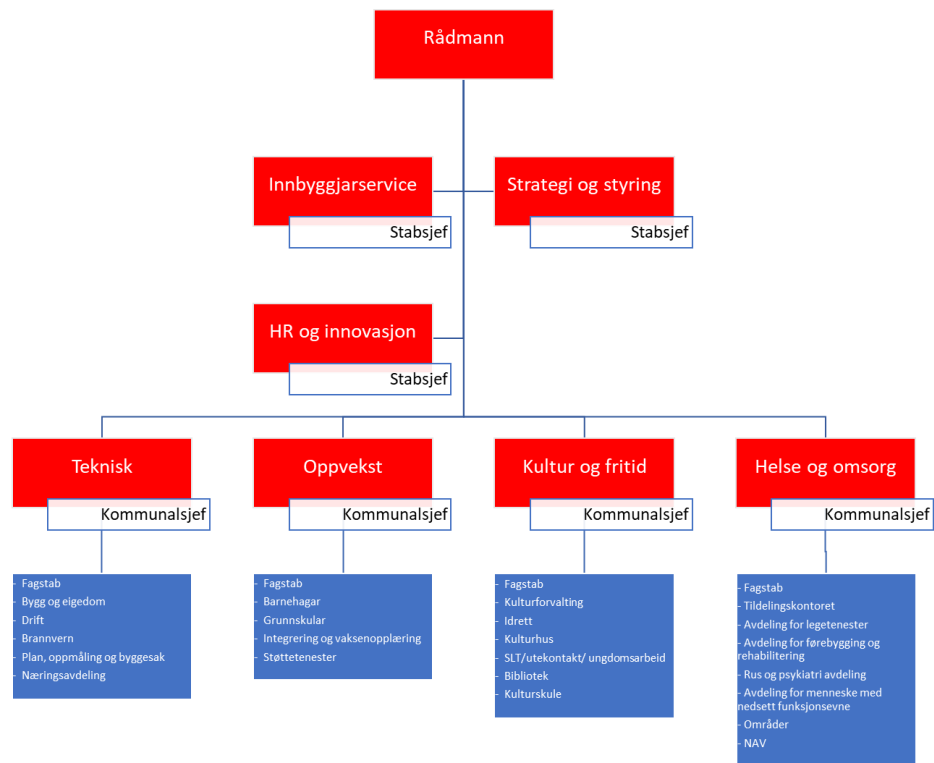 Rådmann
Innbyggjarservice
Stabsjef
Strategi og styring
Stabsjef
HR og innovasjon
Stabsjef
Teknisk
Kommunalsjef
- Fagstab
- Bygg og eigedom
- Drift
- Brannvern
- Plan, oppmåling og byggesak
- Næringsavdeling
Oppvekst
Kommunalsjef
- Fagstab
- Barnehagar
- Grunnskular
- Integrering og vaksenopplæring
- Støttetenester
Kultur og fritid
Kommunalsjef
- Fagstab
- Kulturforvalting
- Idrett
- Kulturhus
- SLT/utekontakt/ ungdomsarbeid
- Bibliotek
- Kulturskule
Helse og omsorg
Kommunalsjef
- Fagstab
- Tildelingskontoret
- Avdeling for legetenester
- Avdeling for førebygging og
rehabilitering
- Rus og psykiatri avdeling
- Avdeling for menneske med
nedsett funksjonsevne
- Områder
- NAV